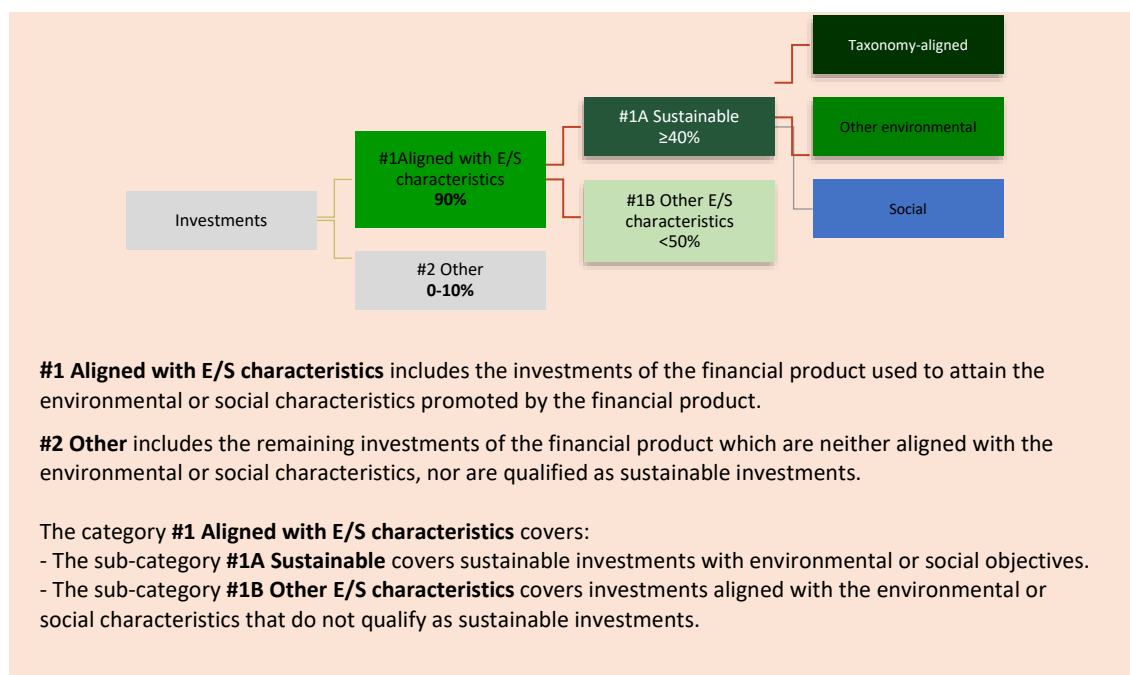 Taxonomy-aligned
#1A Sustainable
≥40%
Other environmental
#1Aligned with E/S
characteristics
90%
#1B Other E/S
characteristics
<50%
Social
Investments
#2 Other
0-10%
#1 Aligned with E/S characteristics includes the investments of the financial product used to attain the
environmental or social characteristics promoted by the financial product.
#2 Other includes the remaining investments of the financial product which are neither aligned with the
environmental or social characteristics, nor are qualified as sustainable investments.
The category #1 Aligned with E/S characteristics covers:
- The sub-category #1A Sustainable covers sustainable investments with environmental or social objectives.
- The sub-category #1B Other E/S characteristics covers investments aligned with the environmental or
social characteristics that do not qualify as sustainable investments.